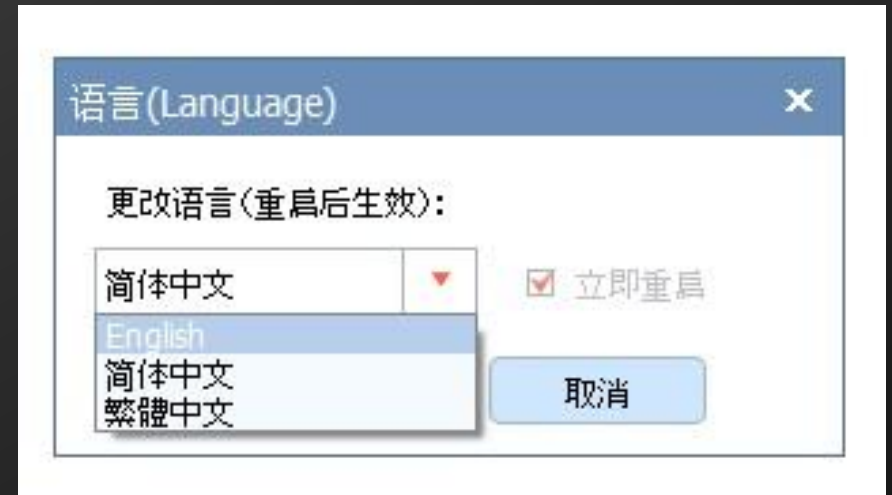 语言(Language)
更改语言(重启后生效):
简体中文
立即重启
English
简体中文
繁體中文
取消